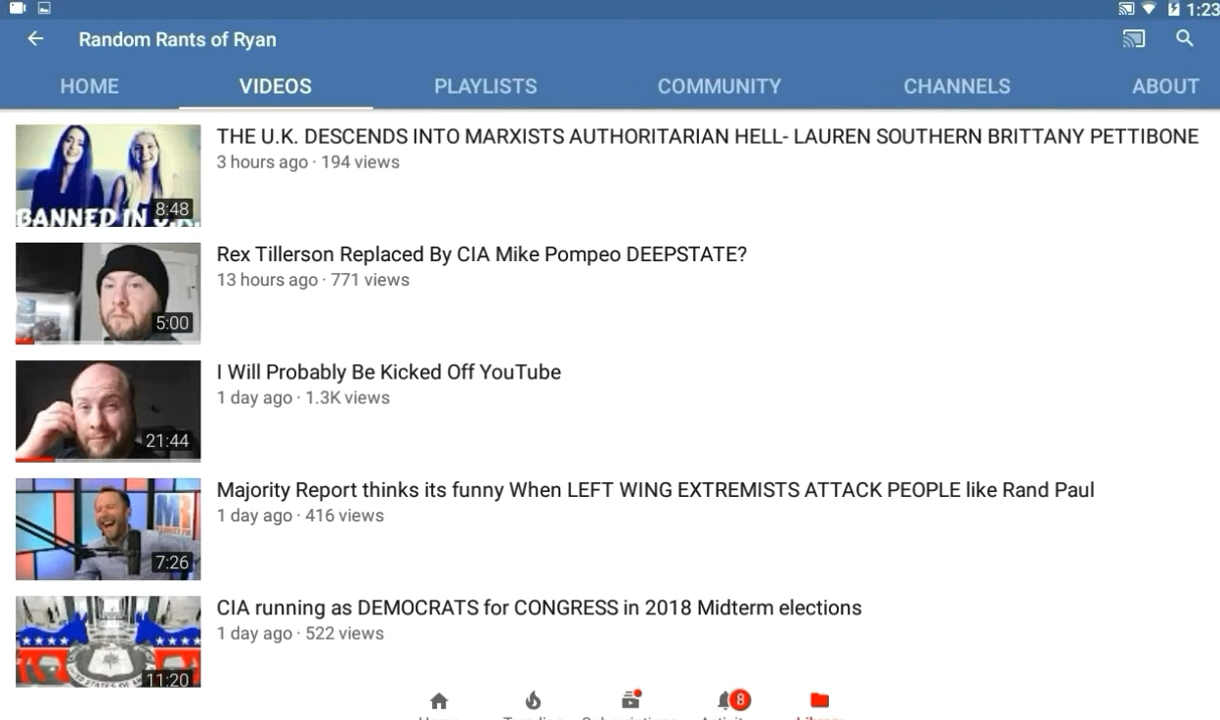 1:23
Random Rants of Ryan
HOME VIDEOS PLAYLISTS COMMUNITY CHANNELS ABOUT
THE U.K. DESCENDS INTO MARXISTS AUTHORITARIAN HELL- LAUREN SOUTHERN BRITTANY PETTIBONE
3 hours ago · 194 views
BANNED IN U.K.
8:48
Rex Tillerson Replaced By CIA Mike Pompeo DEEPSTATE?
13 hours ago · 771 views
5:00
I Will Probably Be Kicked Off YouTube
1 day ago · 1.3K views
21:44
Majority Report thinks its funny When LEFT WING EXTREMISTS ATTACK PEOPLE like Rand Paul
1 day ago · 416 views
7:26
CIA running as DEMOCRATS for CONGRESS in 2018 Midterm elections
1 day ago · 522 views
11:20
8